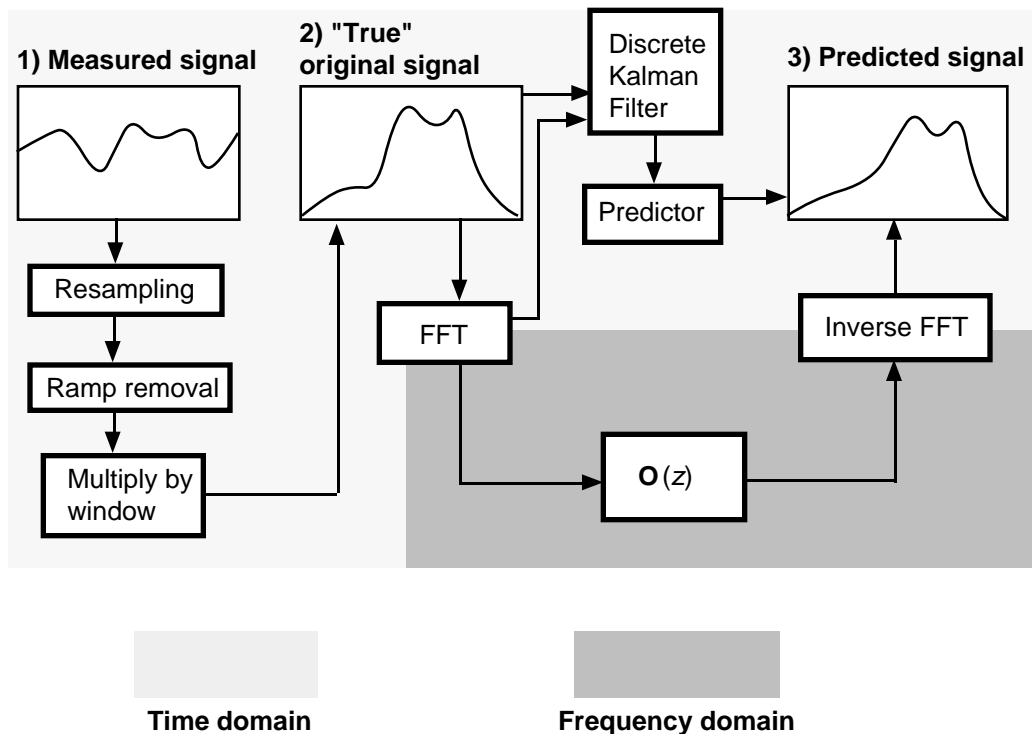 1) Measured signal
2) "True"
original signal
Discrete
Kalman
Filter
3) Predicted signal
Predictor
Resampling
FFT
Inverse FFT
Ramp removal
Multiply by
window
O(z)
Time domain
Frequency domain